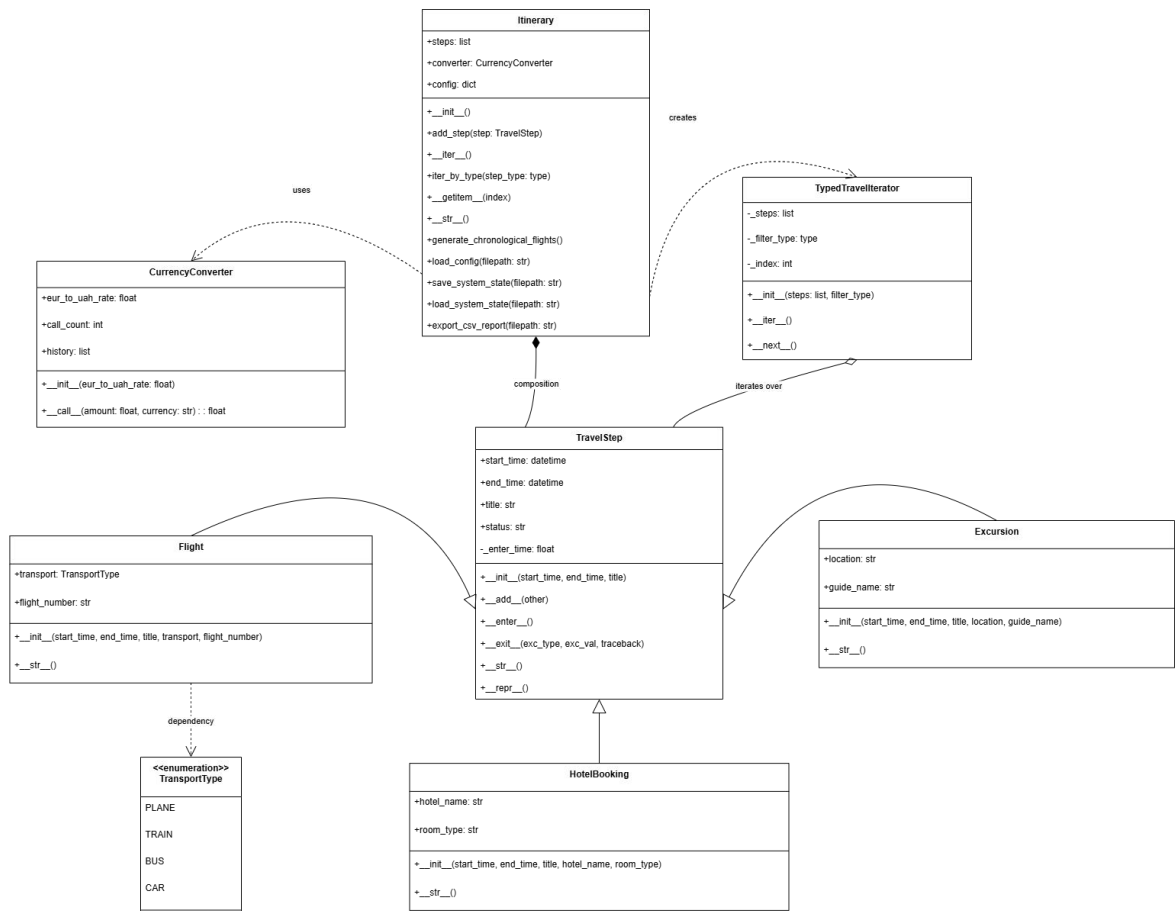 Itinerary
+steps: list
+converter: CurrencyConverter
+config: dict
+__init__()
+add_step(step: TravelStep)
+__iter__()
+iter_by_type(step_type: type)
+__getitem__(index)
+__str__()
+generate_chronological_flights()
+load_config(filepath: str)
+save_system_state(filepath: str)
+load_system_state(filepath: str)
+export_csv_report(filepath: str)
creates
uses
TypedTravelIterator
-_steps: list
-_filter_type: type
-_index: int
+__init__(steps: list, filter_type)
+__iter__()
+__next__()
CurrencyConverter
+eur_to_uah_rate: float
+call_count: int
+history: list
+__init__(eur_to_uah_rate: float)
+__call__(amount: float, currency: str) : : float
composition
iterates over
TravelStep
+start_time: datetime
+end_time: datetime
+title: str
+status: str
-_enter_time: float
+__init__(start_time, end_time, title)
+__add__(other)
+__enter__()
+__exit__(exc_type, exc_val, traceback)
+__str__()
+__repr__()
Flight
+transport: TransportType
+flight_number: str
+__init__(start_time, end_time, title, transport, flight_number)
+__str__()
Excursion
+location: str
+guide_name: str
+__init__(start_time, end_time, title, location, guide_name)
+__str__()
dependency
<<enumeration>>
TransportType
PLANE
TRAIN
BUS
CAR
HotelBooking
+hotel_name: str
+room_type: str
+__init__(start_time, end_time, title, hotel_name, room_type)
+__str__()